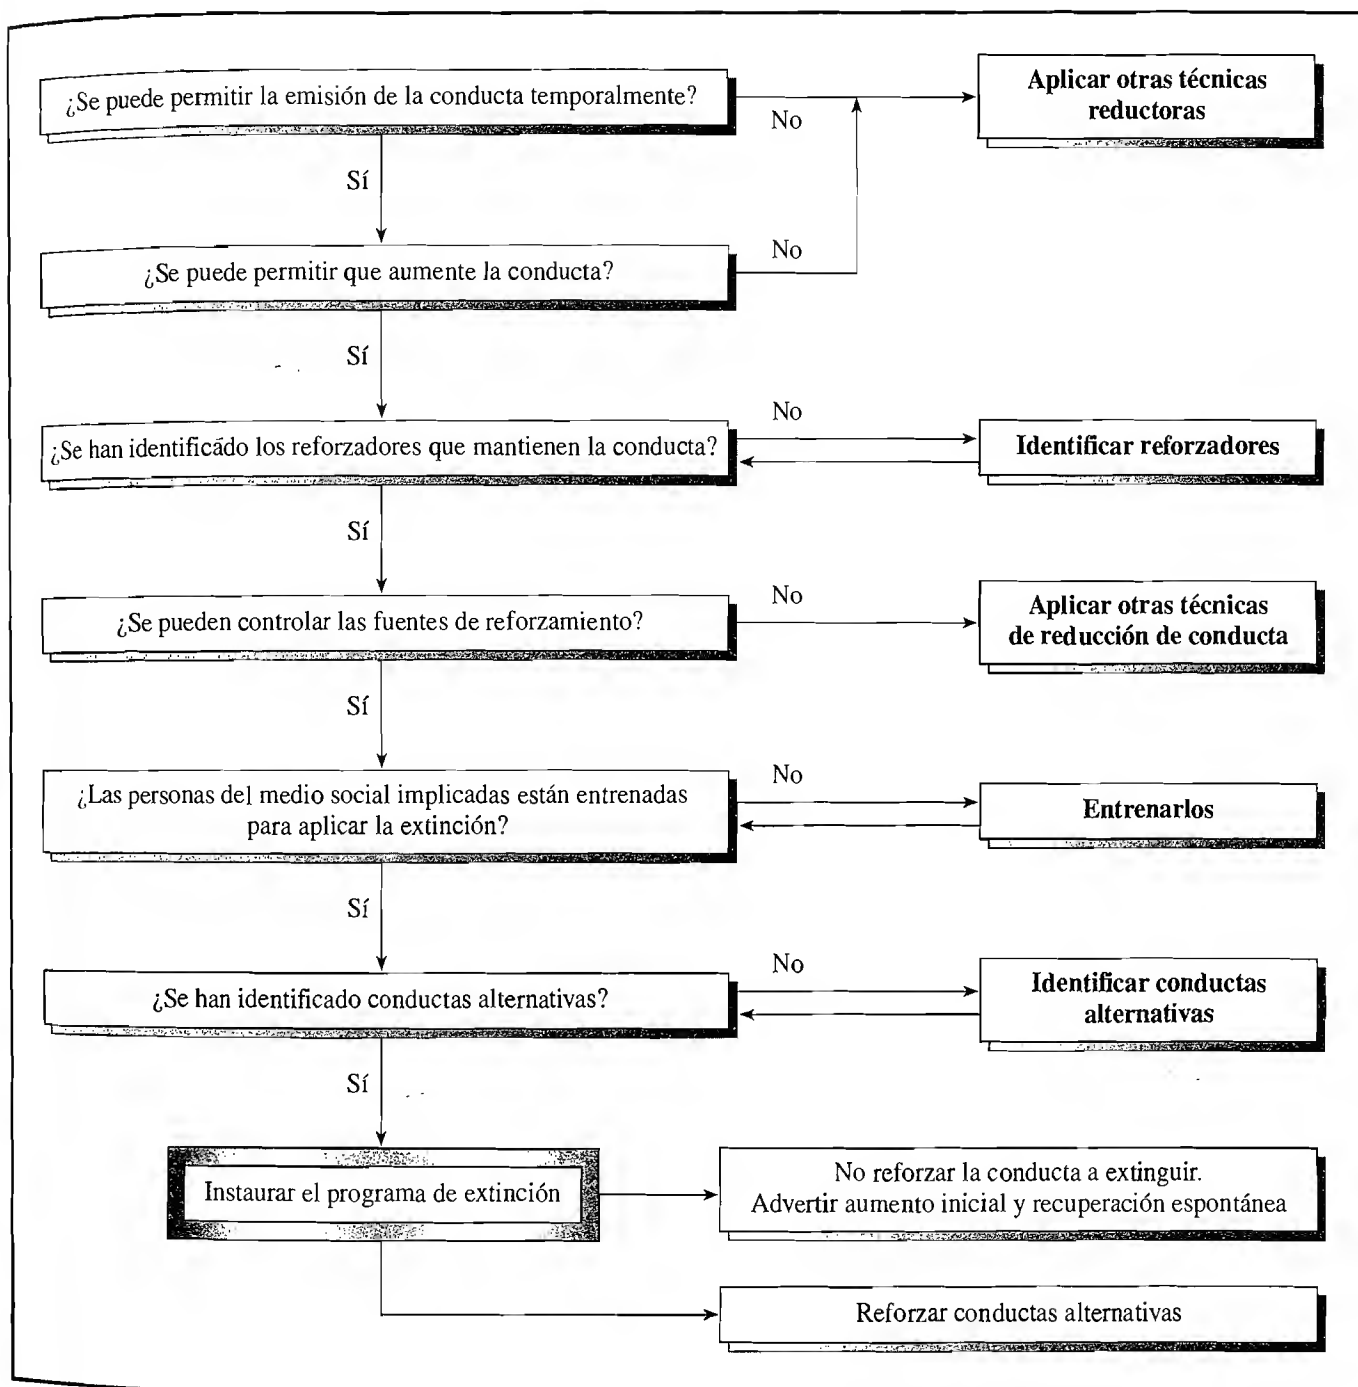 ¿Se puede permitir la emisión de la conducta temporalmente?
No
Aplicar otras técnicas
reductoras
Sí
¿Se puede permitir que aumente la conducta?
No
Sí
¿Se han identificado los reforzadores que mantienen la conducta?
No
Identificar reforzadores
Sí
¿Se pueden controlar las fuentes de reforzamiento?
No
Aplicar otras técnicas
de reducción de conducta
Sí
¿Las personas del medio social implicadas están entrenadas
para aplicar la extinción?
No
Entrenarlos
Sí
¿Se han identificado conductas alternativas?
No
Identificar conductas
alternativas
Sí
Instaurar el programa de extinción
No reforzar la conducta a extinguir.
Advertir aumento inicial y recuperación espontánea
Reforzar conductas alternativas